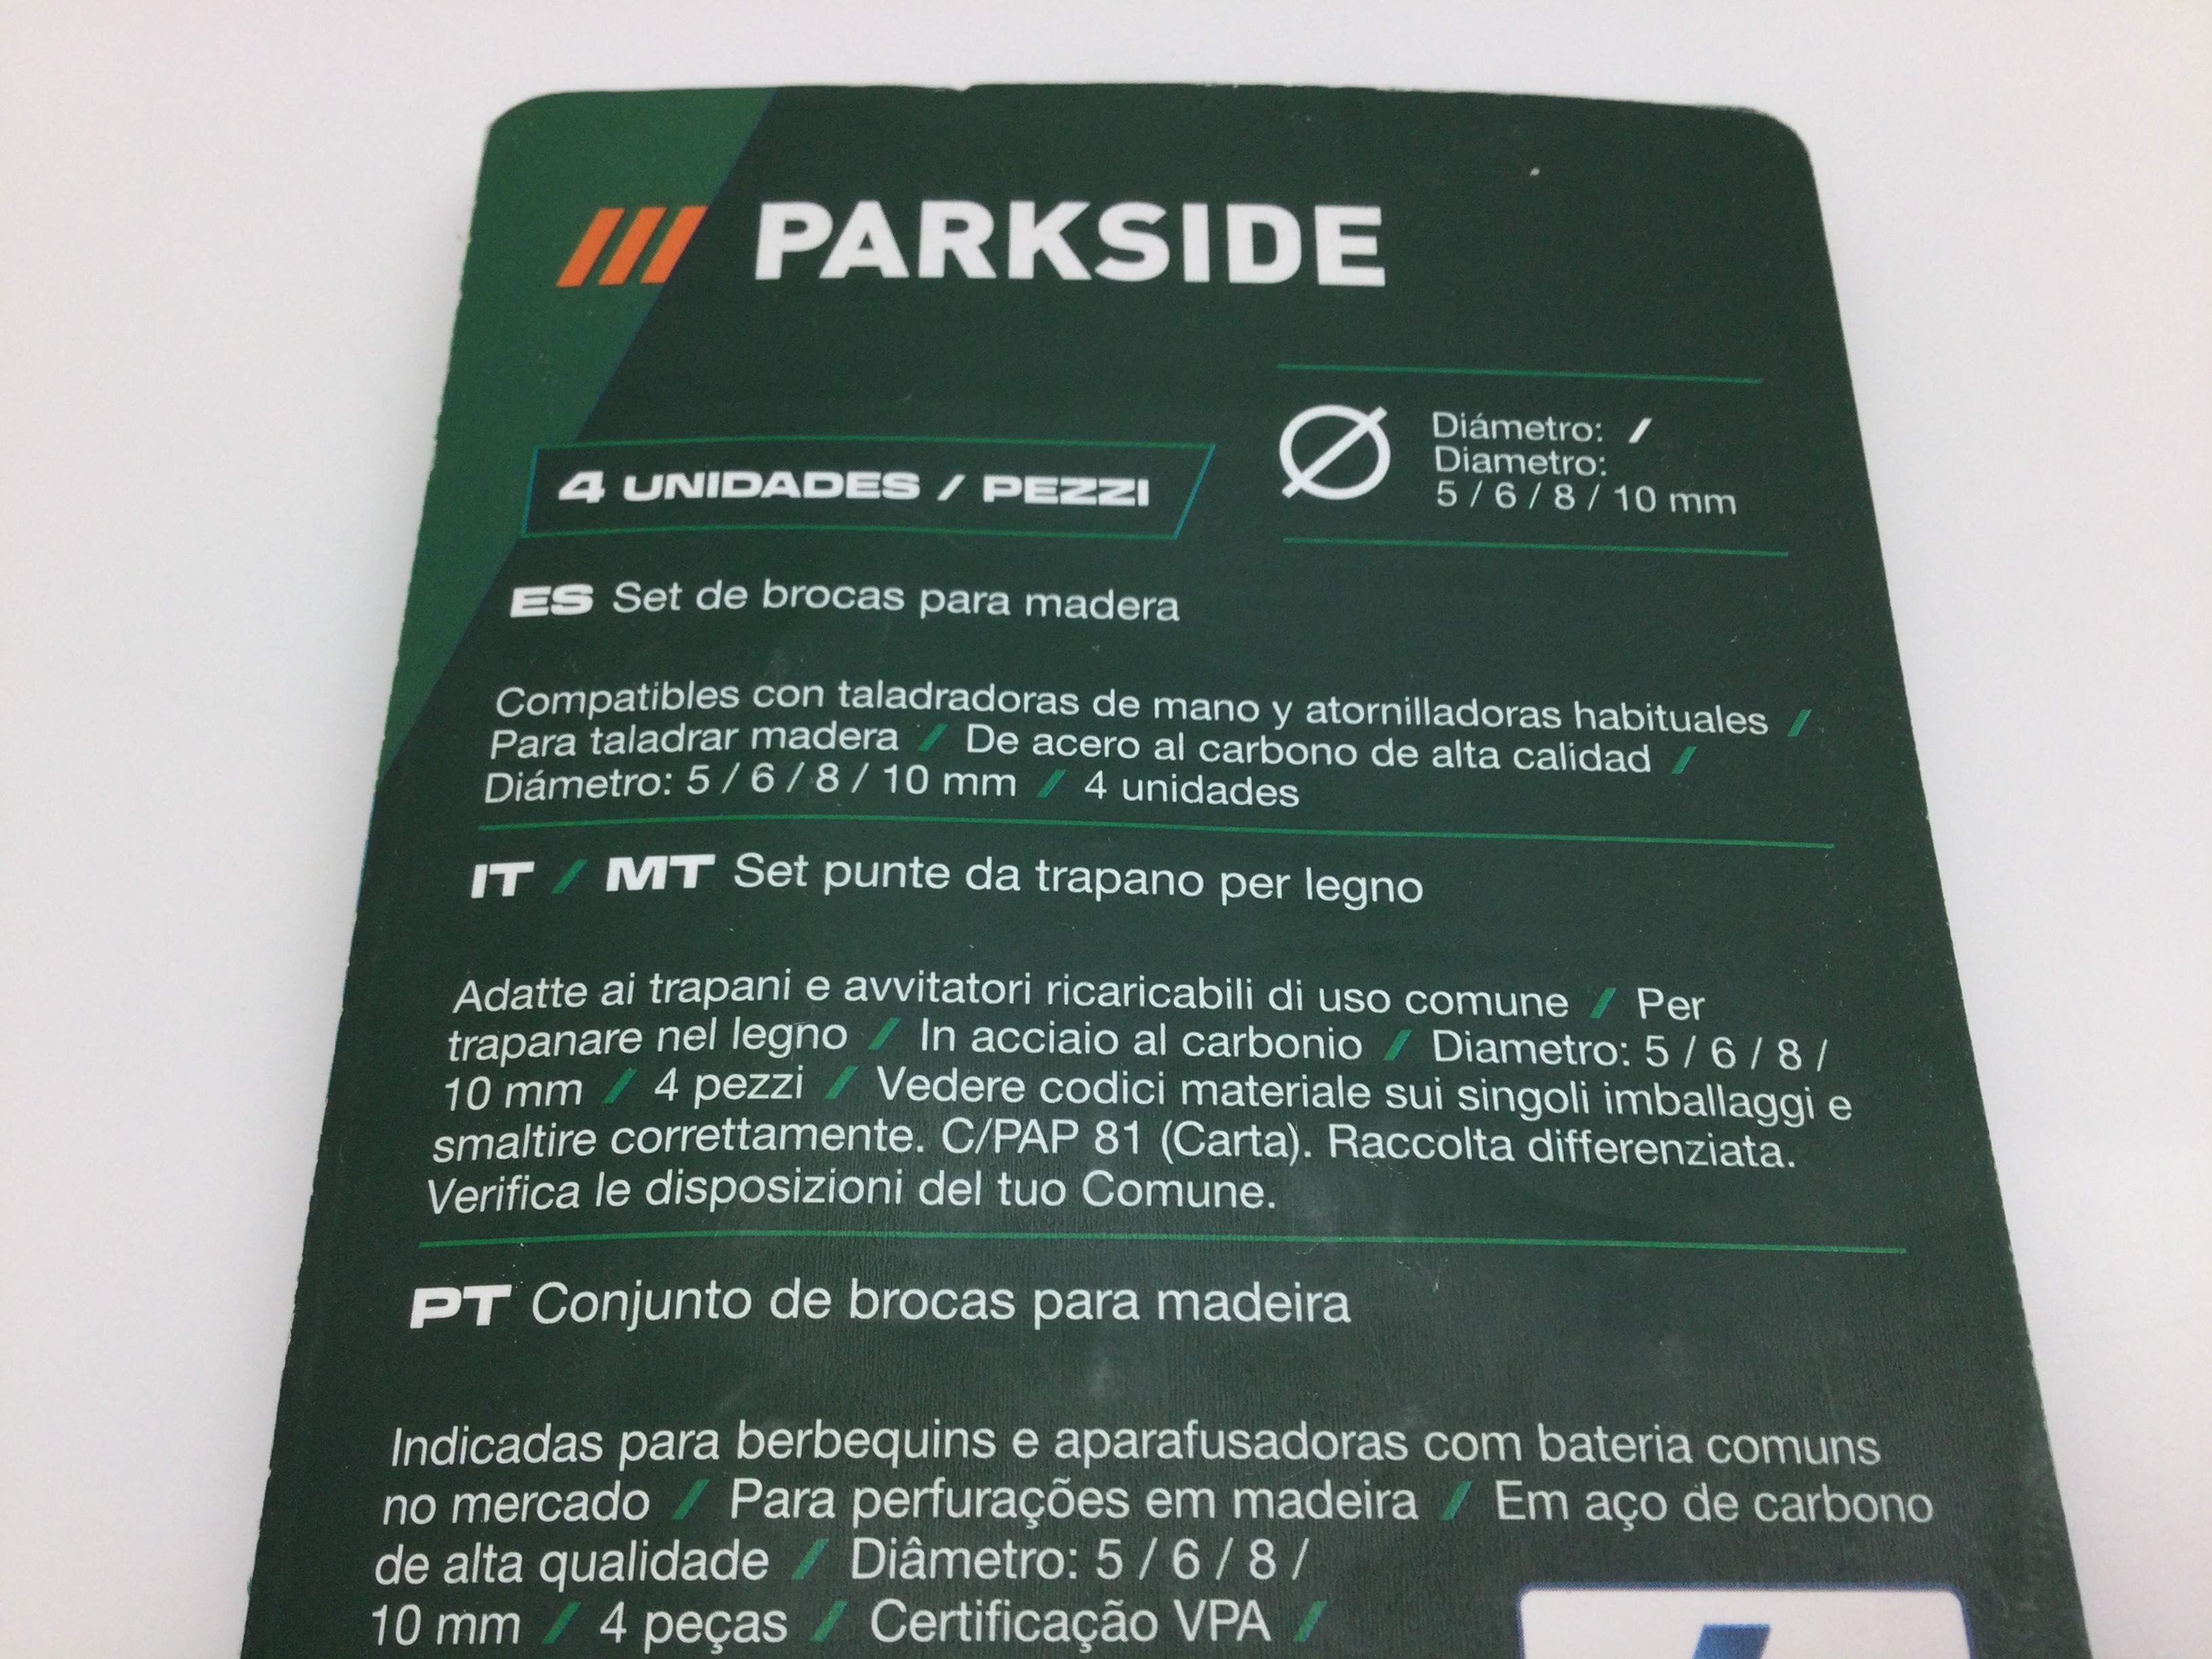 PARKSIDE
4 UNIDADES / PEZZI
Diámetro: /
Diametro:
5 / 6 / 8 / 10 mm
ES Set de brocas para madera
Compatibles con taladradoras de mano y atornilladoras habituales /
Para taladrar madera / De acero al carbono de alta calidad /
Diámetro: 5 / 6 / 8 / 10 mm / 4 unidades
IT / MT Set punte da trapano per legno
Adatte ai trapani e avvitatori ricaricabili di uso comune / Per
trapanare nel legno / In acciaio al carbonio / Diametro: 5 / 6 / 8 /
10 mm / 4 pezzi / Vedere codici materiale sui singoli imballaggi e
smaltire correttamente. C/PAP 81 (Carta). Raccolta differenziata.
Verifica le disposizioni del tuo Comune.
PT Conjunto de brocas para madeira
Indicadas para berbequins e aparafusadoras com bateria comuns
no mercado / Para perfurações em madeira / Em aço de carbono
de alta qualidade / Diâmetro: 5 / 6 / 8 /
10 mm / 4 peças / Certificação VPA /